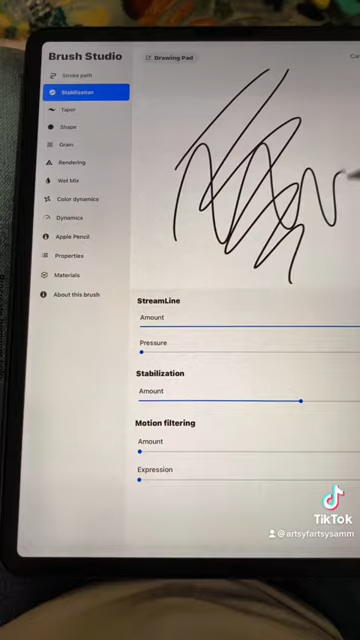 Brush Studio
Drawing Pad
Stroke path
Stabilization
Taper
Shape
Grain
Rendering
Wet Mix
Color dynamics
Dynamics
Apple Pencil
Properties
Materials
About this brush
StreamLine
Amount
Pressure
Stabilization
Amount
Motion filtering
Amount
Expression
TikTok
@artsyfartsysamm